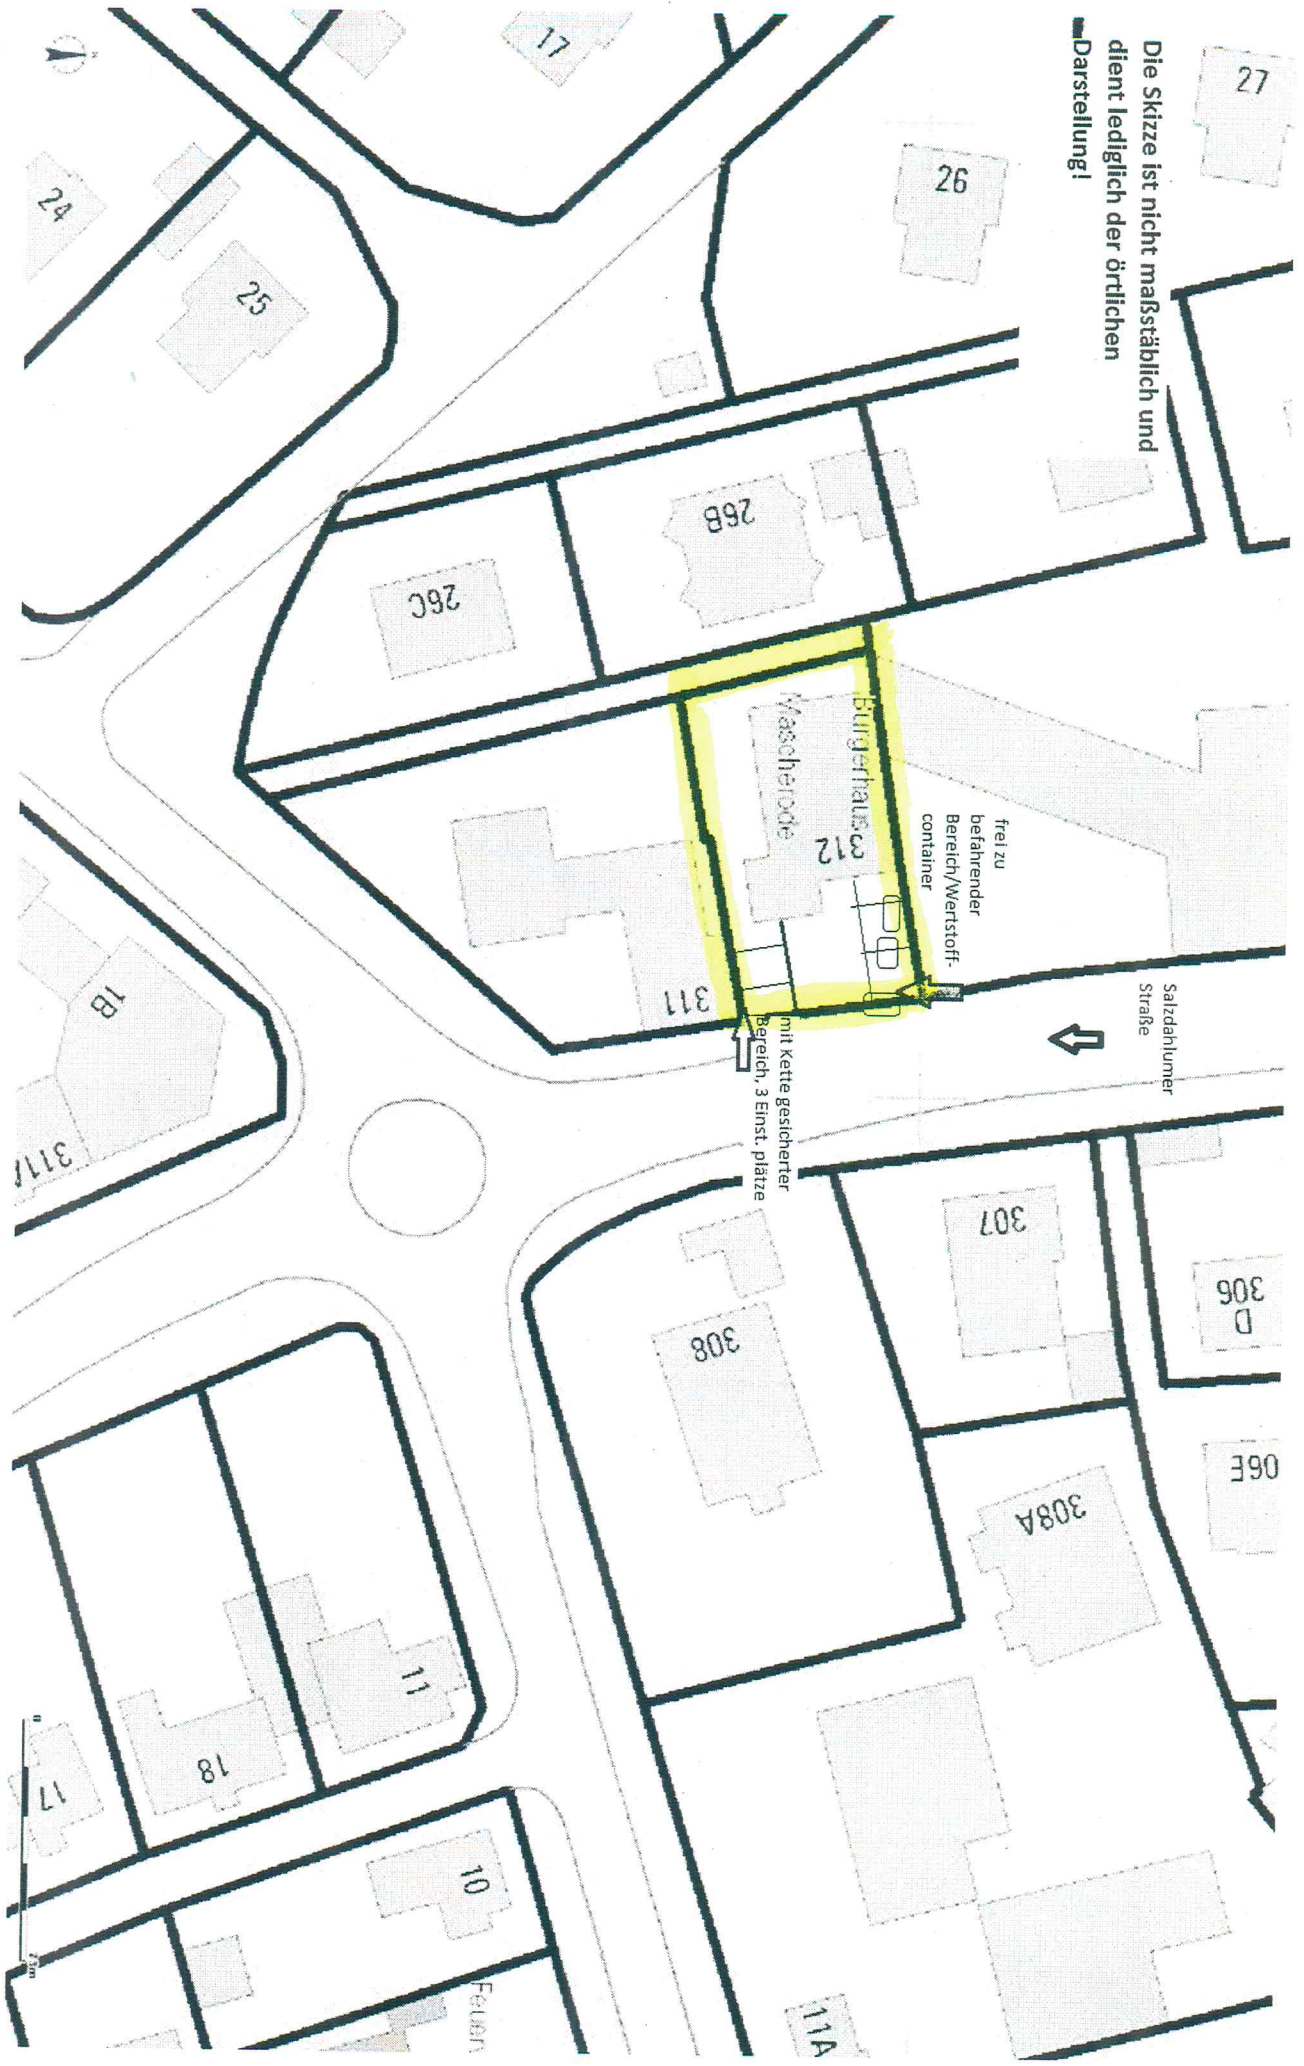 Die Skizze ist nicht maßstäblich und
dient lediglich der örtlichen
Darstellung!
27
26
17
24
25
26B
26C
Bürgerhaus
Mascherode
312
311
frei zu
befahrender
Bereich/Wertstoff-
container
Salzdahlumer
Straße
mit Kette gesicherter
Bereich, 3 Einst. plätze
1B
307
306
D
308
308A
11
18
17
10
11A